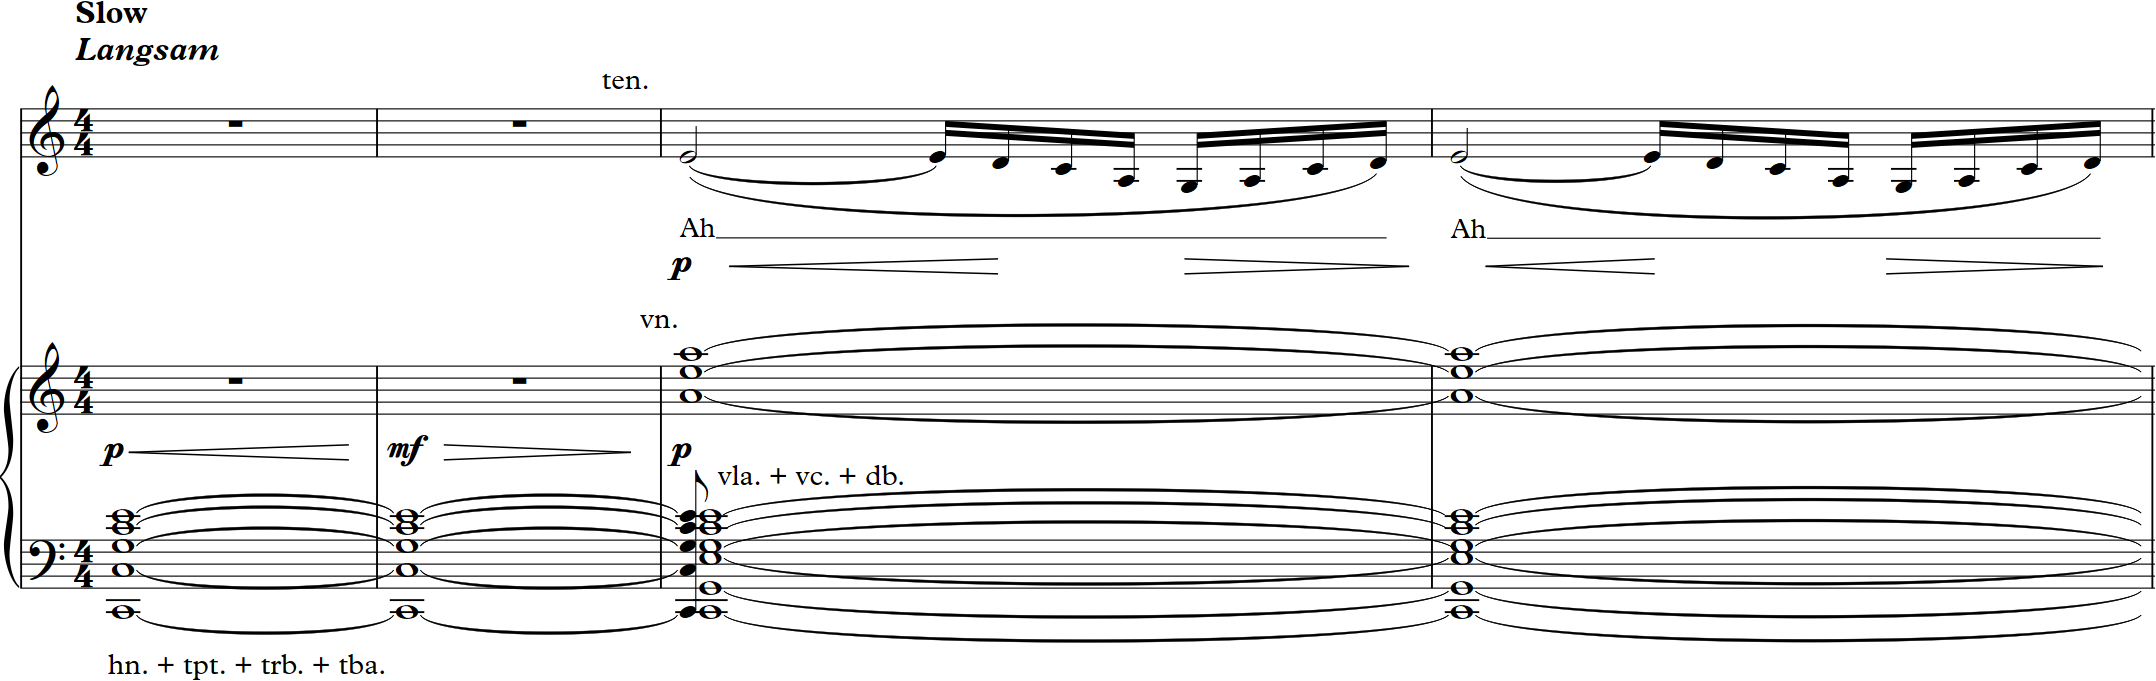 Slow
Langsam
ten.
Ah Ah
p
vn.
p mf p
vla. + vc. + db.
hn. + tpt. + trb. + tba.